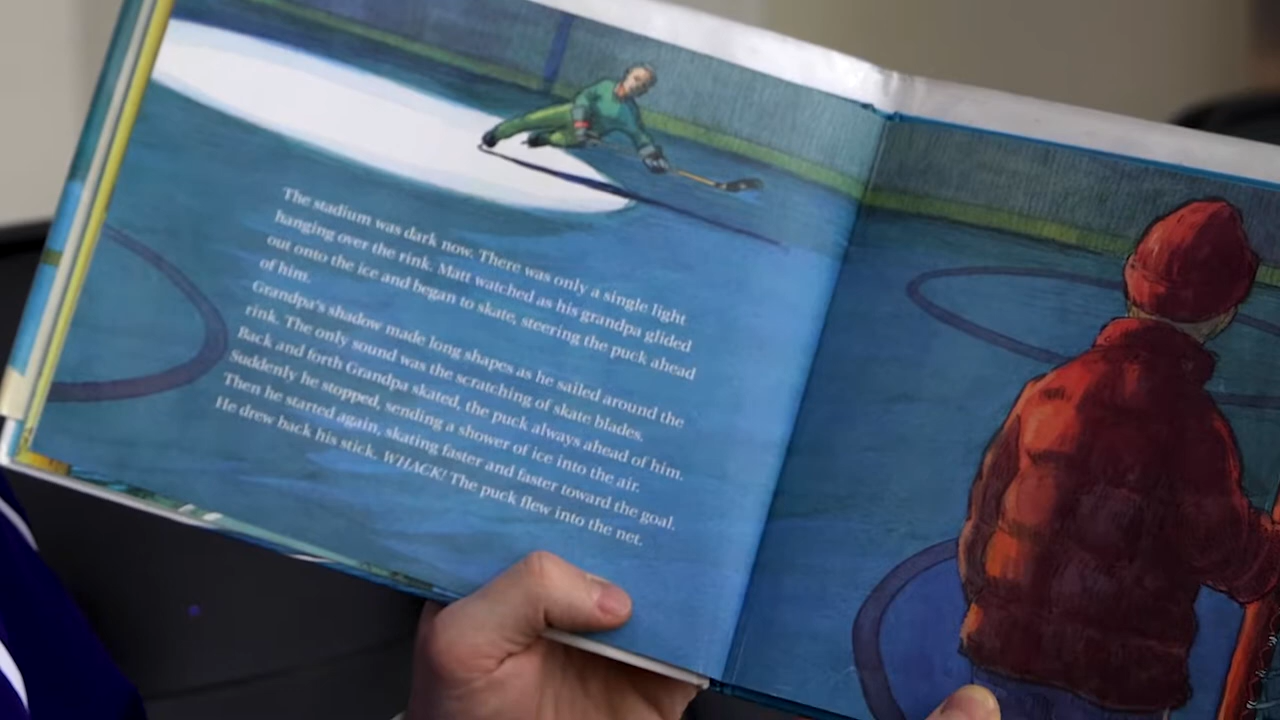 The stadium was dark now. There was only a single light
hanging over the rink. Matt watched as his grandpa glided
out onto the ice and began to skate, steering the puck ahead
of him.
Grandpa's shadow made long shapes as he sailed around the
rink. The only sound was the scratching of skate blades.
Back and forth Grandpa skated, the puck always ahead of him.
Suddenly he stopped, sending a shower of ice into the air.
Then he started again, skating faster and faster toward the goal.
He drew back his stick. WHACK! The puck flew into the net.